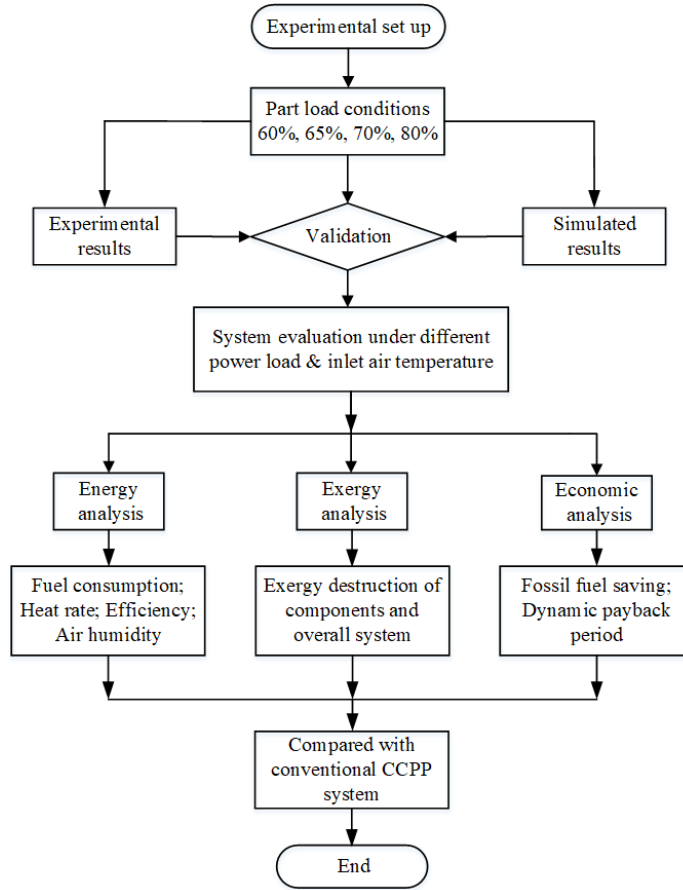 Experimental set up
Part load conditions
60%, 65%, 70%, 80%
Experimental
results
Validation
Simulated
results
System evaluation under different
power load & inlet air temperature
Energy
analysis
Exergy
analysis
Economic
analysis
Fuel consumption;
Heat rate; Efficiency;
Air humidity
Exergy destruction of
components and
overall system
Fossil fuel saving;
Dynamic payback
period
Compared with
conventional CCPP
system
End